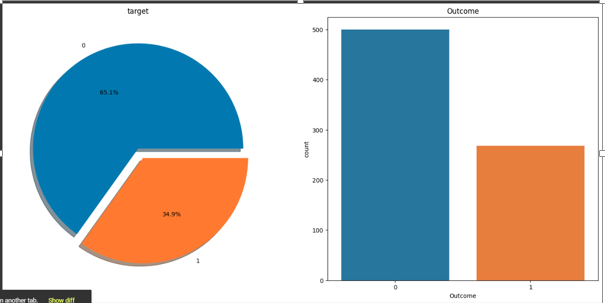 target
0
65.1%
34.9%
1
Outcome
500
400
300
200
100
0
count
0 1
Outcome
n another tab. Show diff